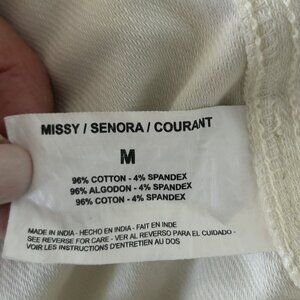 MISSY / SENORA / COURANT
M
96% COTTON - 4% SPANDEX
96% ALGODON - 4% SPANDEX
96% COTON - 4% SPANDEX
MADE IN INDIA - HECHO EN INDIA - FAIT EN INDE
SEE REVERSE FOR CARE - VER AL REVERSO PARA EL CUIDADO -
VOIR LES INSTRUCTIONS D'ENTRETIEN AU DOS